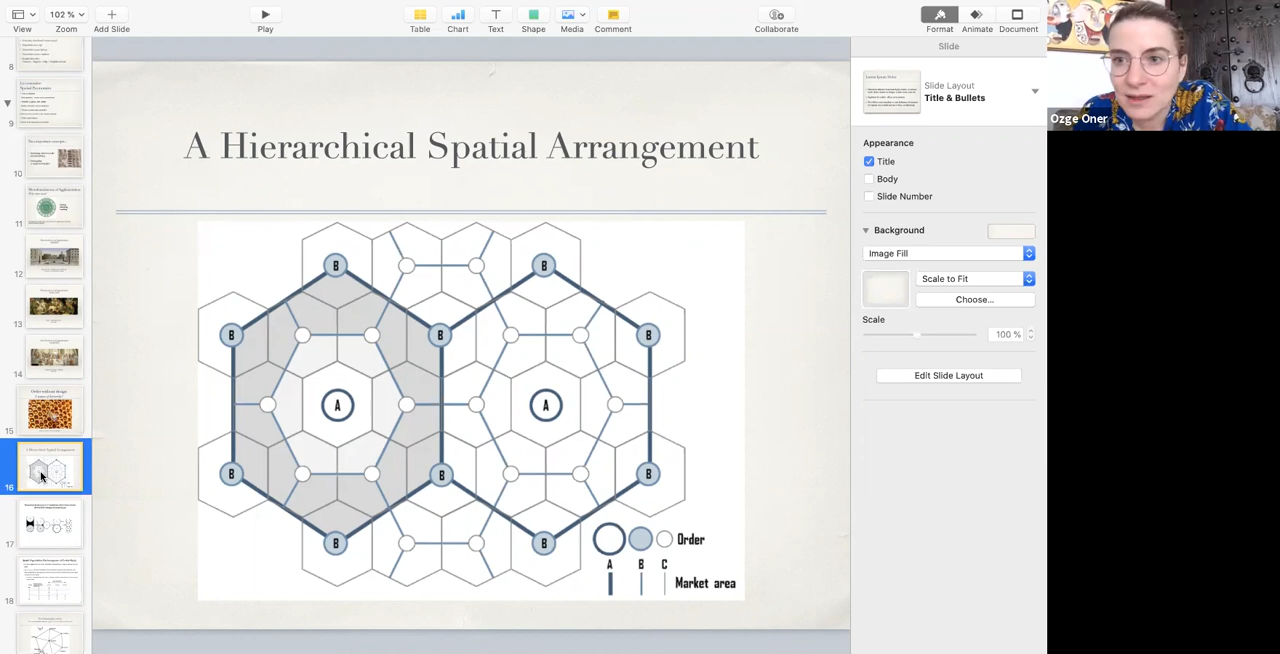 102 %
View
Zoom
Add Slide
Play
Table
Chart
Text
Shape
Media
Comment
Collaborate
Format
Animate
Document
8
9
10
11
12
13
14
15
16
17
18
A Hierarchical Spatial Arrangement
B
B
B
B
B
A
A
B
B
B
B
B
Order
A B C
Market area
Slide
Slide Layout
Title & Bullets
Appearance
Title
Body
Slide Number
Background
Image Fill
Scale to Fit
Choose...
Scale
100 %
Edit Slide Layout
Ozge Oner